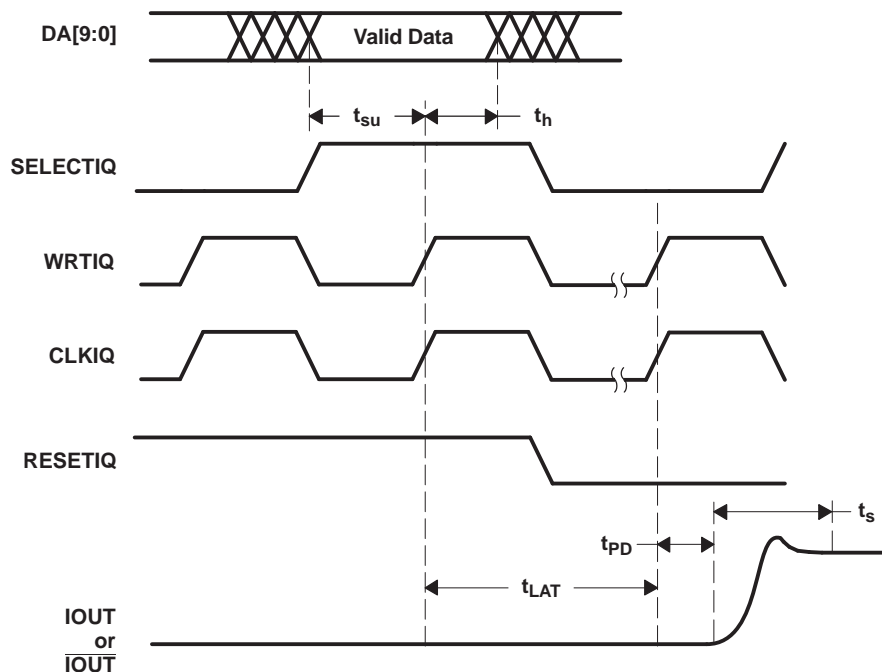 DA[9:0]
Valid Data
tsu
th
SELECTIQ
WRTIQ
CLKIQ
RESETIQ
ts
tPD
tLAT
IOUT
or
IOUT